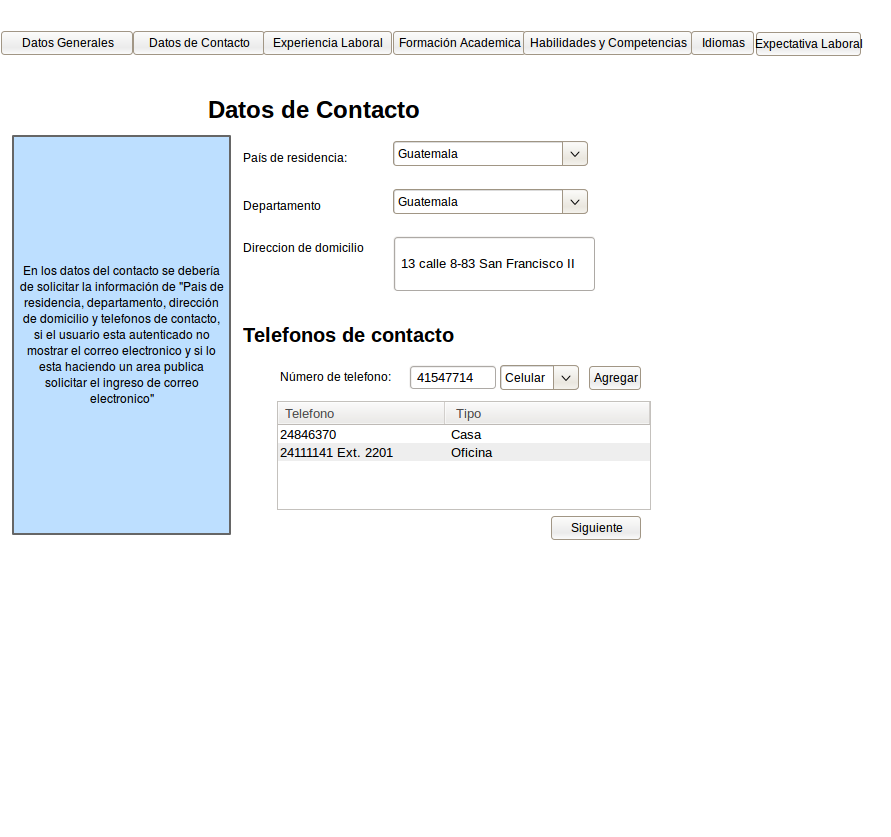 Datos Generales Datos de Contacto Experiencia Laboral Formación Academica Habilidades y Competencias Idiomas Expectativa Laboral
Datos de Contacto
En los datos del contacto se debería
de solicitar la información de "Pais de
residencia, departamento, dirección
de domicilio y telefonos de contacto,
si el usuario esta autenticado no
mostrar el correo electronico y si lo
esta haciendo un area publica
solicitar el ingreso de correo
electronico"
País de residencia: Guatemala
Departamento Guatemala
Direccion de domicilio 13 calle 8-83 San Francisco II
Telefonos de contacto
Número de telefono: 41547714 Celular Agregar
Telefono Tipo
24846370 Casa
24111141 Ext. 2201 Oficina
Siguiente